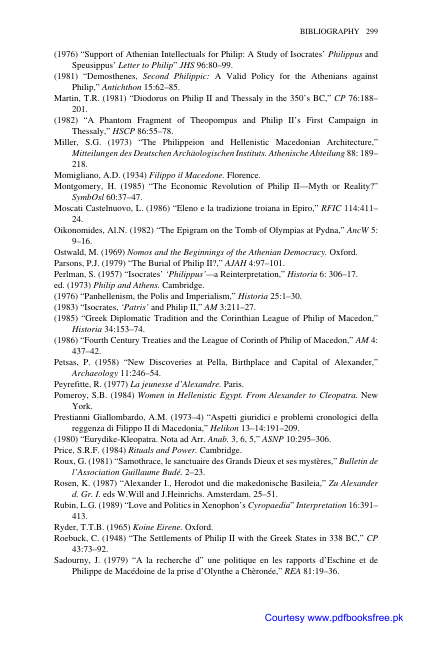 BIBLIOGRAPHY 299
(1976) “Support of Athenian Intellectuals for Philip: A Study of Isocrates’ Philippus and
Speusippus’ Letter to Philip” JHS 96:80–99.
(1981) “Demosthenes, Second Philippic: A Valid Policy for the Athenians against
Philip,” Antichthon 15:62–85.
Martin, T.R. (1981) “Diodorus on Philip II and Thessaly in the 350’s BC,” CP 76:188–
201.
(1982) “A Phantom Fragment of Theopompus and Philip II’s First Campaign in
Thessaly,” HSCP 86:55–78.
Miller, S.G. (1973) “The Philippeion and Hellenistic Macedonian Architecture,”
Mitteilungen des Deutschen Archäologischen Instituts. Athenische Abteilung 88: 189–
218.
Momigliano, A.D. (1934) Filippo il Macedone. Florence.
Montgomery, H. (1985) “The Economic Revolution of Philip II—Myth or Reality?”
SymbOsl 60:37–47.
Moscati Castelnuovo, L. (1986) “Eleno e la tradizione troiana in Epiro,” RFIC 114:411–
24.
Oikonomides, Al.N. (1982) “The Epigram on the Tomb of Olympias at Pydna,” AncW 5:
9–16.
Ostwald, M. (1969) Nomos and the Beginnings of the Athenian Democracy. Oxford.
Parsons, P.J. (1979) “The Burial of Philip II?,” AJAH 4:97–101.
Perlman, S. (1957) “Isocrates’ ‘Philippus’—a Reinterpretation,” Historia 6: 306–17.
ed. (1973) Philip and Athens. Cambridge.
(1976) “Panhellenism, the Polis and Imperialism,” Historia 25:1–30.
(1983) “Isocrates, ‘Patris’ and Philip II,” AM 3:211–27.
(1985) “Greek Diplomatic Tradition and the Corinthian League of Philip of Macedon,”
Historia 34:153–74.
(1986) “Fourth Century Treaties and the League of Corinth of Philip of Macedon,” AM 4:
437–42.
Petsas, P. (1958) “New Discoveries at Pella, Birthplace and Capital of Alexander,”
Archaeology 11:246–54.
Peyrefitte, R. (1977) La jeunesse d’Alexandre. Paris.
Pomeroy, S.B. (1984) Women in Hellenistic Egypt. From Alexander to Cleopatra. New
York.
Prestianni Giallombardo, A.M. (1973–4) “Aspetti giuridici e problemi cronologici della
reggenza di Filippo II di Macedonia,” Helikon 13–14:191–209.
(1980) “Eurydike-Kleopatra. Nota ad Arr. Anab. 3, 6, 5,” ASNP 10:295–306.
Price, S.R.F. (1984) Rituals and Power. Cambridge.
Roux, G. (1981) “Samothrace, le sanctuaire des Grands Dieux et ses mystères,” Bulletin de
l’Association Guillaume Budé. 2–23.
Rosen, K. (1987) “Alexander I., Herodot und die makedonische Basileia,” Zu Alexander
d. Gr. I. eds W.Will and J.Heinrichs. Amsterdam. 25–51.
Rubin, L.G. (1989) “Love and Politics in Xenophon’s Cyropaedia” Interpretation 16:391–
413.
Ryder, T.T.B. (1965) Koine Eirene. Oxford.
Roebuck, C. (1948) “The Settlements of Philip II with the Greek States in 338 BC,” CP
43:73–92.
Sadourny, J. (1979) “A la recherche d” une politique en les rapports d’Eschine et de
Philippe de Macédoine de la prise d’Olynthe a Chèronée,” REA 81:19–36.
Courtesy www.pdfbooksfree.pk